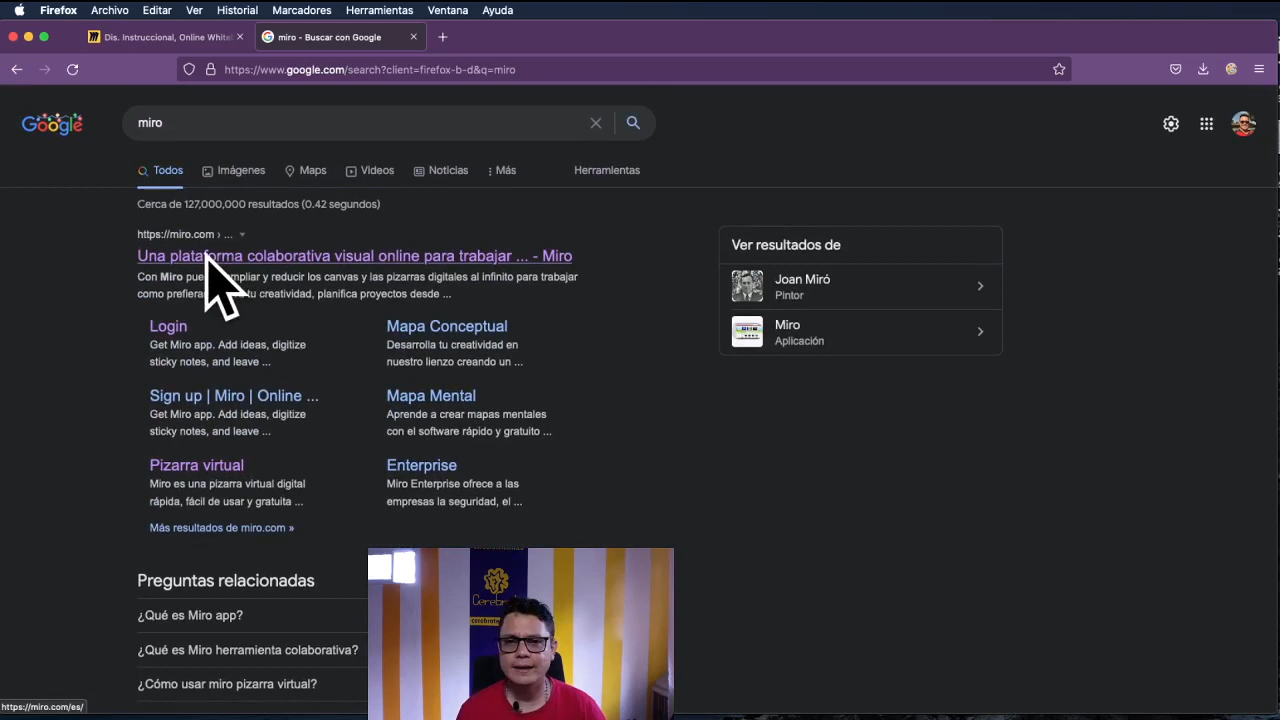 Firefox Archivo Editar Ver Historial Marcadores Herramientas Ventana Ayuda
Dis. Instruccional, Online White
miro - Buscar con Google
https://www.google.com/search?client=firefox-b-d&q=miro
Google
miro
Todos Imágenes Maps Videos Noticias Más Herramientas
Cerca de 127,000,000 resultados (0.42 segundos)
https://miro.com › ...
Una plataforma colaborativa visual online para trabajar ... - Miro
Con Miro ampliar y reducir los canvas y las pizarras digitales al infinito para trabajar
como tu creatividad, planifica proyectos desde ...
Login
Get Miro app. Add ideas, digitize
sticky notes, and leave ...
Mapa Conceptual
Desarrolla tu creatividad en
nuestro lienzo creando un ...
Sign up | Miro | Online ...
Get Miro app. Add ideas, digitize
sticky notes, and leave ...
Mapa Mental
Aprende a crear mapas mentales
con el software rápido y gratuito ...
Pizarra virtual
Miro es una pizarra virtual digital
rápida, fácil de usar y gratuita ...
Enterprise
Miro Enterprise ofrece a las
empresas la seguridad, el ...
Más resultados de miro.com »
Ver resultados de
Joan Miró
Pintor
Miro
Aplicación
Preguntas relacionadas
¿Qué es Miro app?
¿Qué es Miro herramienta colaborativa?
¿Cómo usar miro pizarra virtual?
https://miro.com/es/